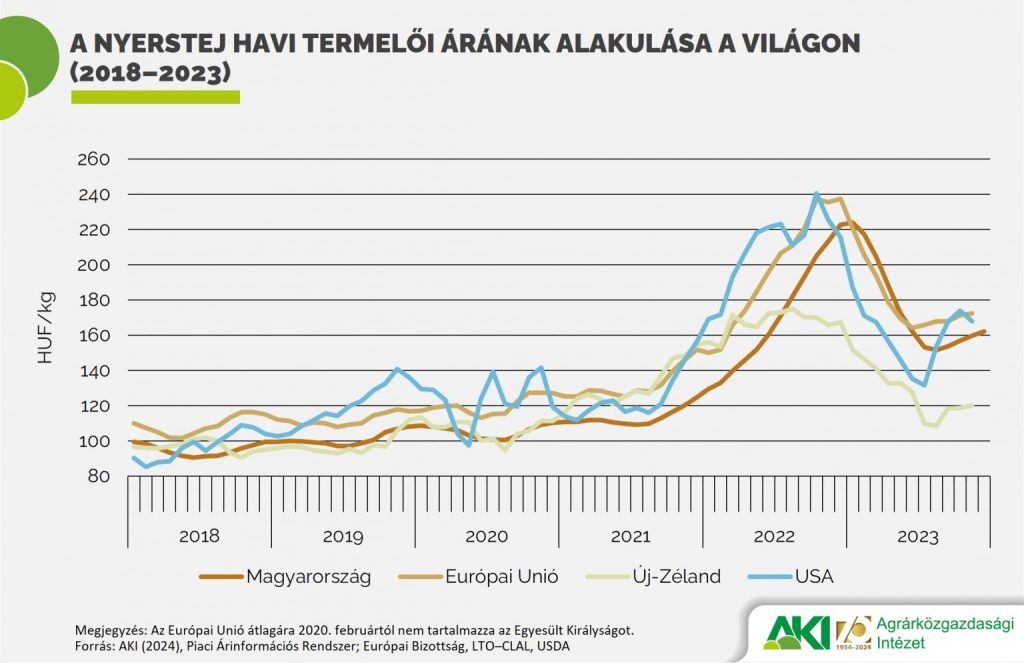 A NYERSTEJ HAVI TERMELŐI ÁRÁNAK ALAKULÁSA A VILÁGON
(2018–2023)
HUF/kg
260
240
220
200
180
160
140
120
100
80
2018 2019 2020 2021 2022 2023
Magyarország Európai Unió Új-Zéland USA
Megjegyzés: Az Európai Unió átlagára 2020. februártól nem tartalmazza az Egyesült Királyságot.
Forrás: AKI (2024), Piaci Árinformációs Rendszer; Európai Bizottság, LTO–CLAL, USDA
AKI 70 Agrárközgazdasági
1954-2024 Intézet